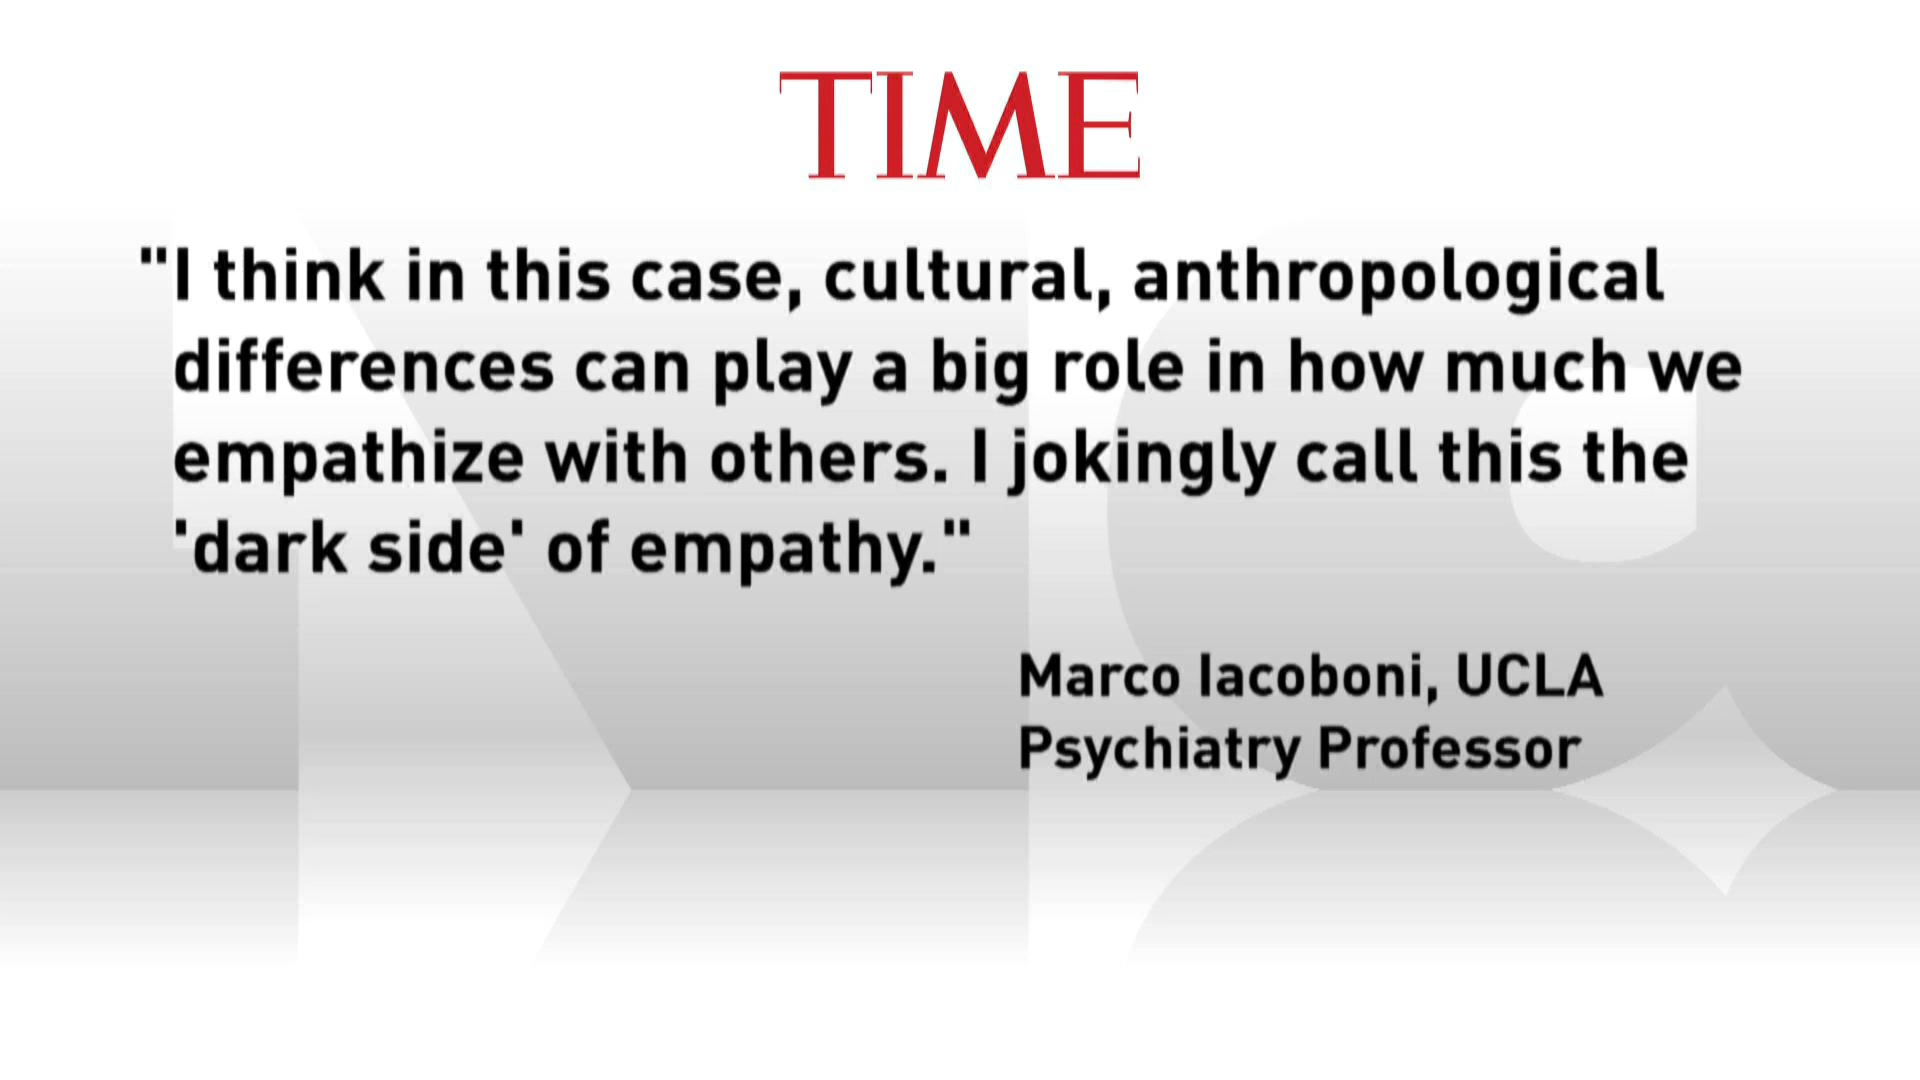 TIME
"I think in this case, cultural, anthropological
differences can play a big role in how much we
empathize with others. I jokingly call this the
'dark side' of empathy."
Marco Iacoboni, UCLA
Psychiatry Professor